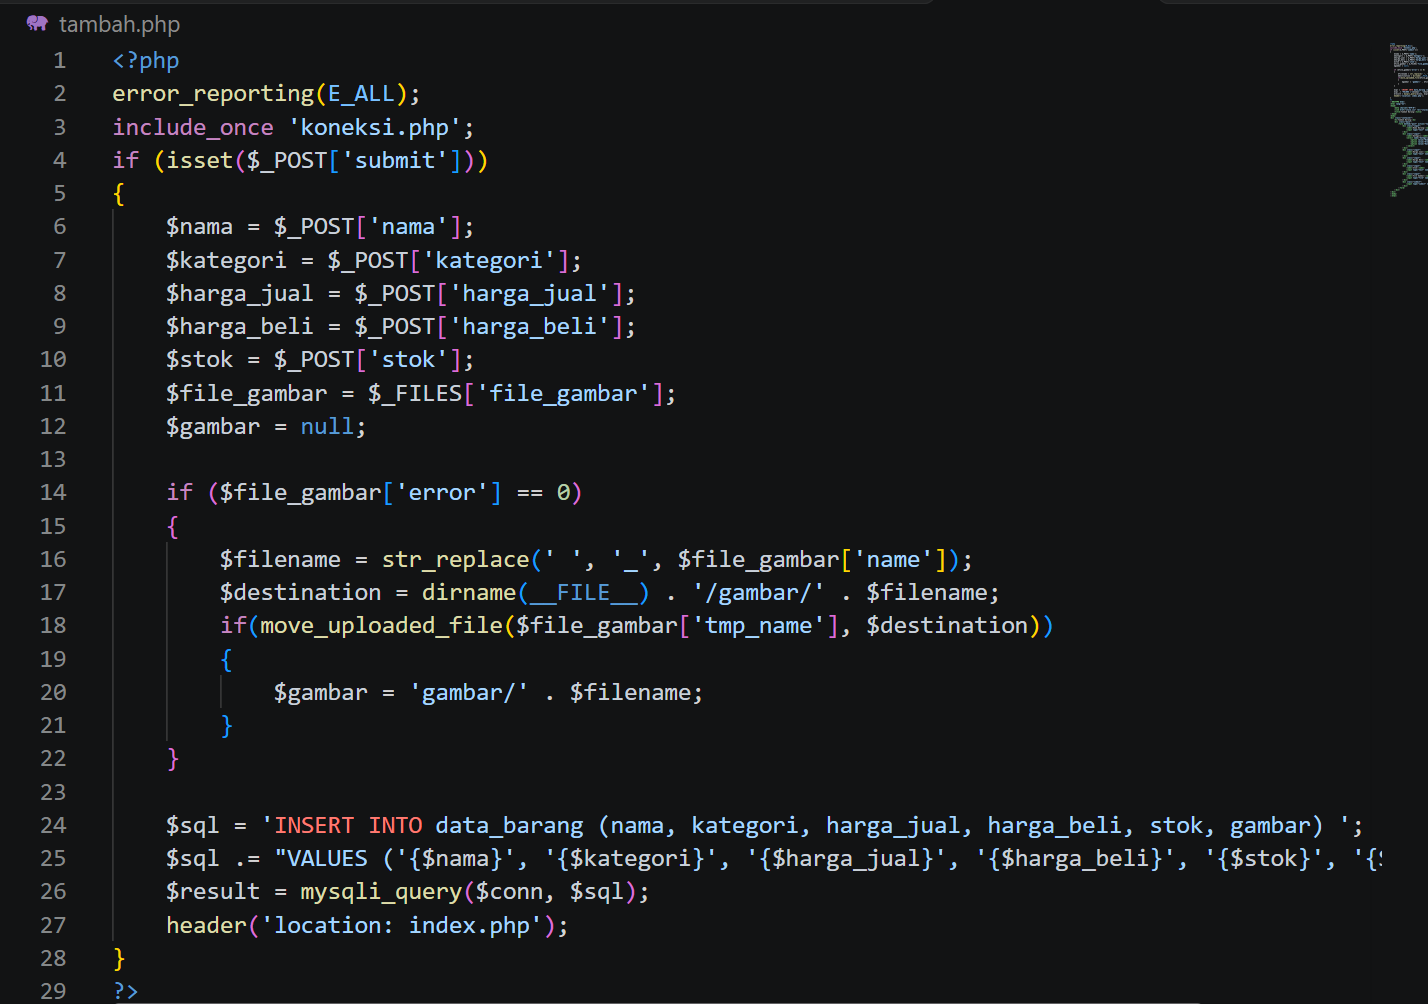 tambah.php
1 <?php
2 error_reporting(E_ALL);
3 include_once 'koneksi.php';
4 if (isset($_POST['submit']))
5 {
6     $nama = $_POST['nama'];
7     $kategori = $_POST['kategori'];
8     $harga_jual = $_POST['harga_jual'];
9     $harga_beli = $_POST['harga_beli'];
10     $stok = $_POST['stok'];
11     $file_gambar = $_FILES['file_gambar'];
12     $gambar = null;
13
14     if ($file_gambar['error'] == 0)
15     {
16         $filename = str_replace(' ', '_', $file_gambar['name']);
17         $destination = dirname(__FILE__) . '/gambar/' . $filename;
18         if(move_uploaded_file($file_gambar['tmp_name'], $destination))
19         {
20             $gambar = 'gambar/' . $filename;
21         }
22     }
23
24     $sql = 'INSERT INTO data_barang (nama, kategori, harga_jual, harga_beli, stok, gambar) ';
25     $sql .= "VALUES ('{$nama}', '{$kategori}', '{$harga_jual}', '{$harga_beli}', '{$stok}', '{$
26     $result = mysqli_query($conn, $sql);
27     header('location: index.php');
28 }
29 ?>